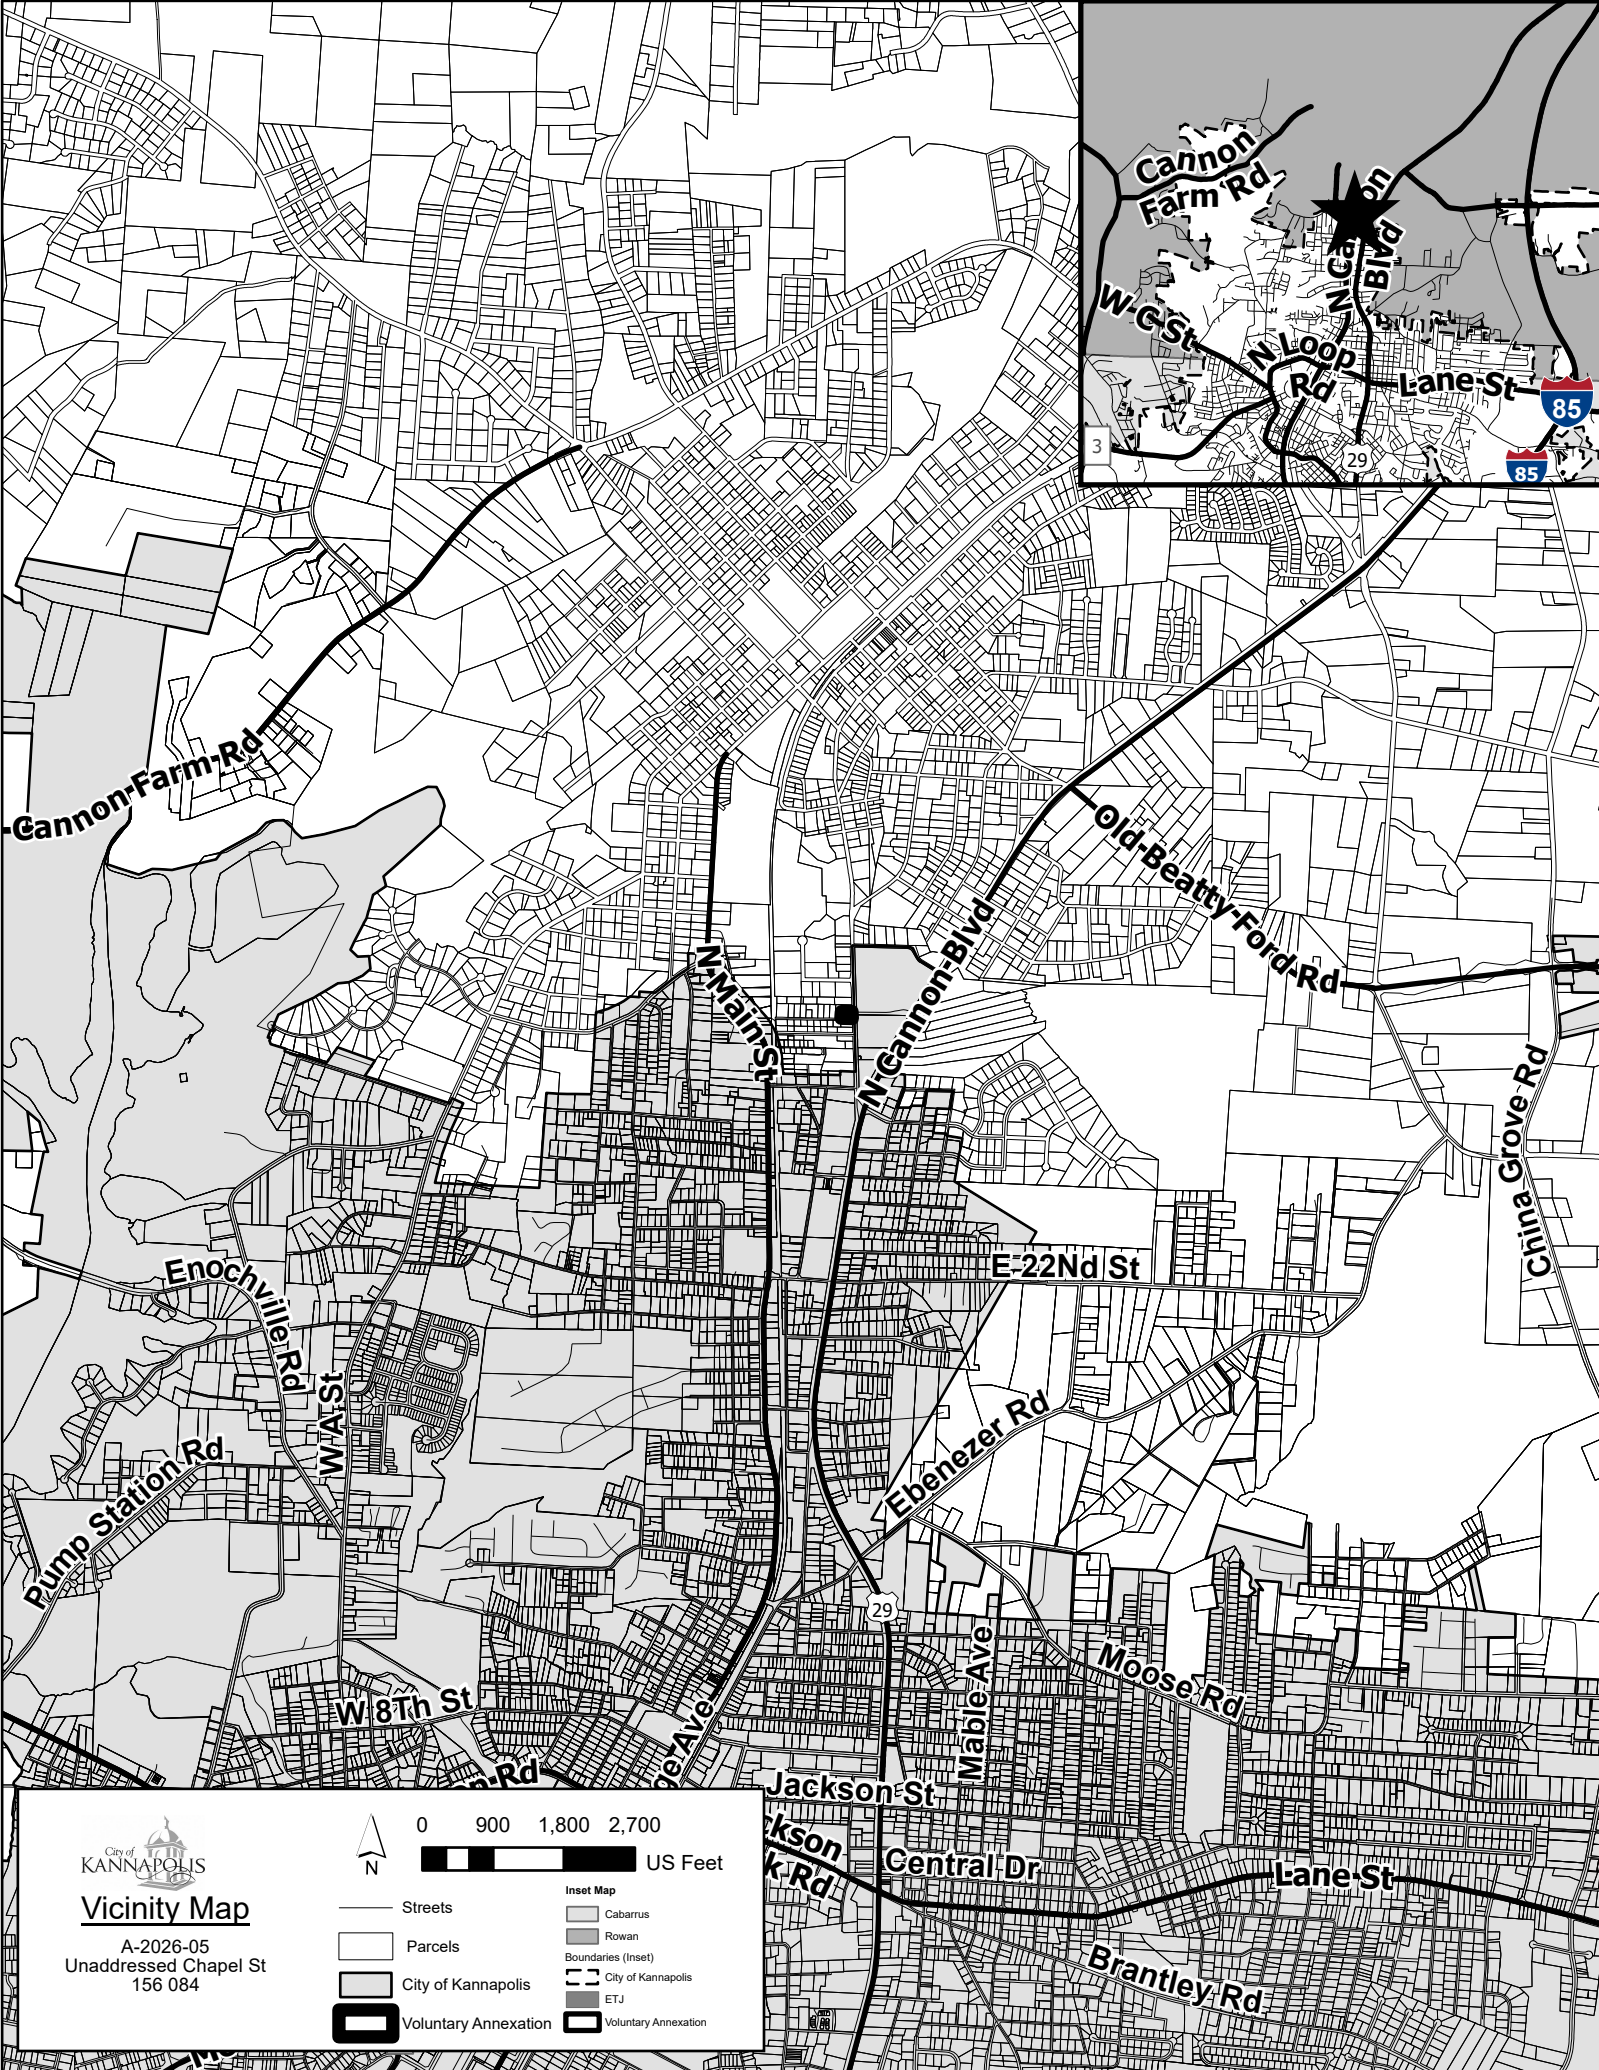 Cannon
Farm Rd
N Cannon
Blvd
W C St
N Loop
Rd
Lane St
85
3
29
85
Cannon Farm Rd
Old Beatty Ford Rd
N Cannon Blvd
N Main St
China Grove Rd
E 22Nd St
Enochville Rd
W A St
Ebenezer Rd
Pump Station Rd
29
Mable Ave
Moose Rd
W 8Th St
Ave
Rd
Jackson St
Central Dr
Rd
Lane St
Brantley Rd
City of
KANNAPOLIS
Vicinity Map
A-2026-05
Unaddressed Chapel St
156 084
N
0 900 1,800 2,700
US Feet
Streets
Parcels
City of Kannapolis
Voluntary Annexation
Inset Map
Cabarrus
Rowan
Boundaries (Inset)
City of Kannapolis
ETJ
Voluntary Annexation